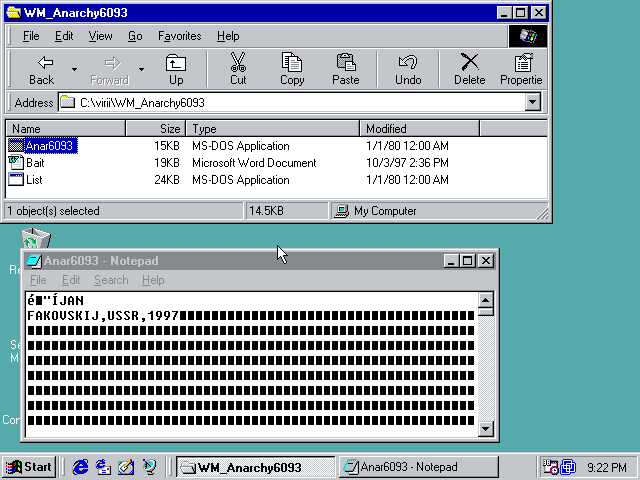 WM_Anarchy6093
File Edit View Go Favorites Help
Back Forward Up Cut Copy Paste Undo Delete Propertie
Address C:\virii\WM_Anarchy6093
Name Size Type Modified
Anar6093 15KB MS-DOS Application 1/1/80 12:00 AM
Bait 19KB Microsoft Word Document 10/3/97 2:36 PM
List 24KB MS-DOS Application 1/1/80 12:00 AM
1 object(s) selected 14.5KB My Computer
Anar6093 - Notepad
File Edit Search Help
é■"ÍJAN
FAKOVSKIJ,USSR,1997
Start WM_Anarchy6093 Anar6093 - Notepad 9:22 PM